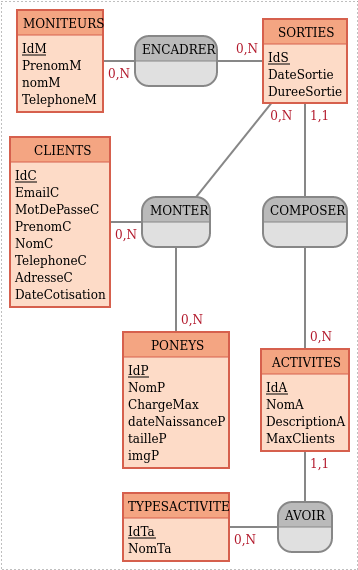 MONITEURS
IdM
PrenomM
nomM
TelephoneM
0,N
ENCADRER
0,N
SORTIES
IdS
DateSortie
DureeSortie
0,N
1,1
CLIENTS
IdC
EmailC
MotDePasseC
PrenomC
NomC
TelephoneC
AdresseC
DateCotisation
0,N
MONTER
COMPOSER
0,N
0,N
PONEYS
IdP
NomP
ChargeMax
dateNaissanceP
tailleP
imgP
ACTIVITES
IdA
NomA
DescriptionA
MaxClients
1,1
TYPESACTIVITE
IdTa
NomTa
0,N
AVOIR